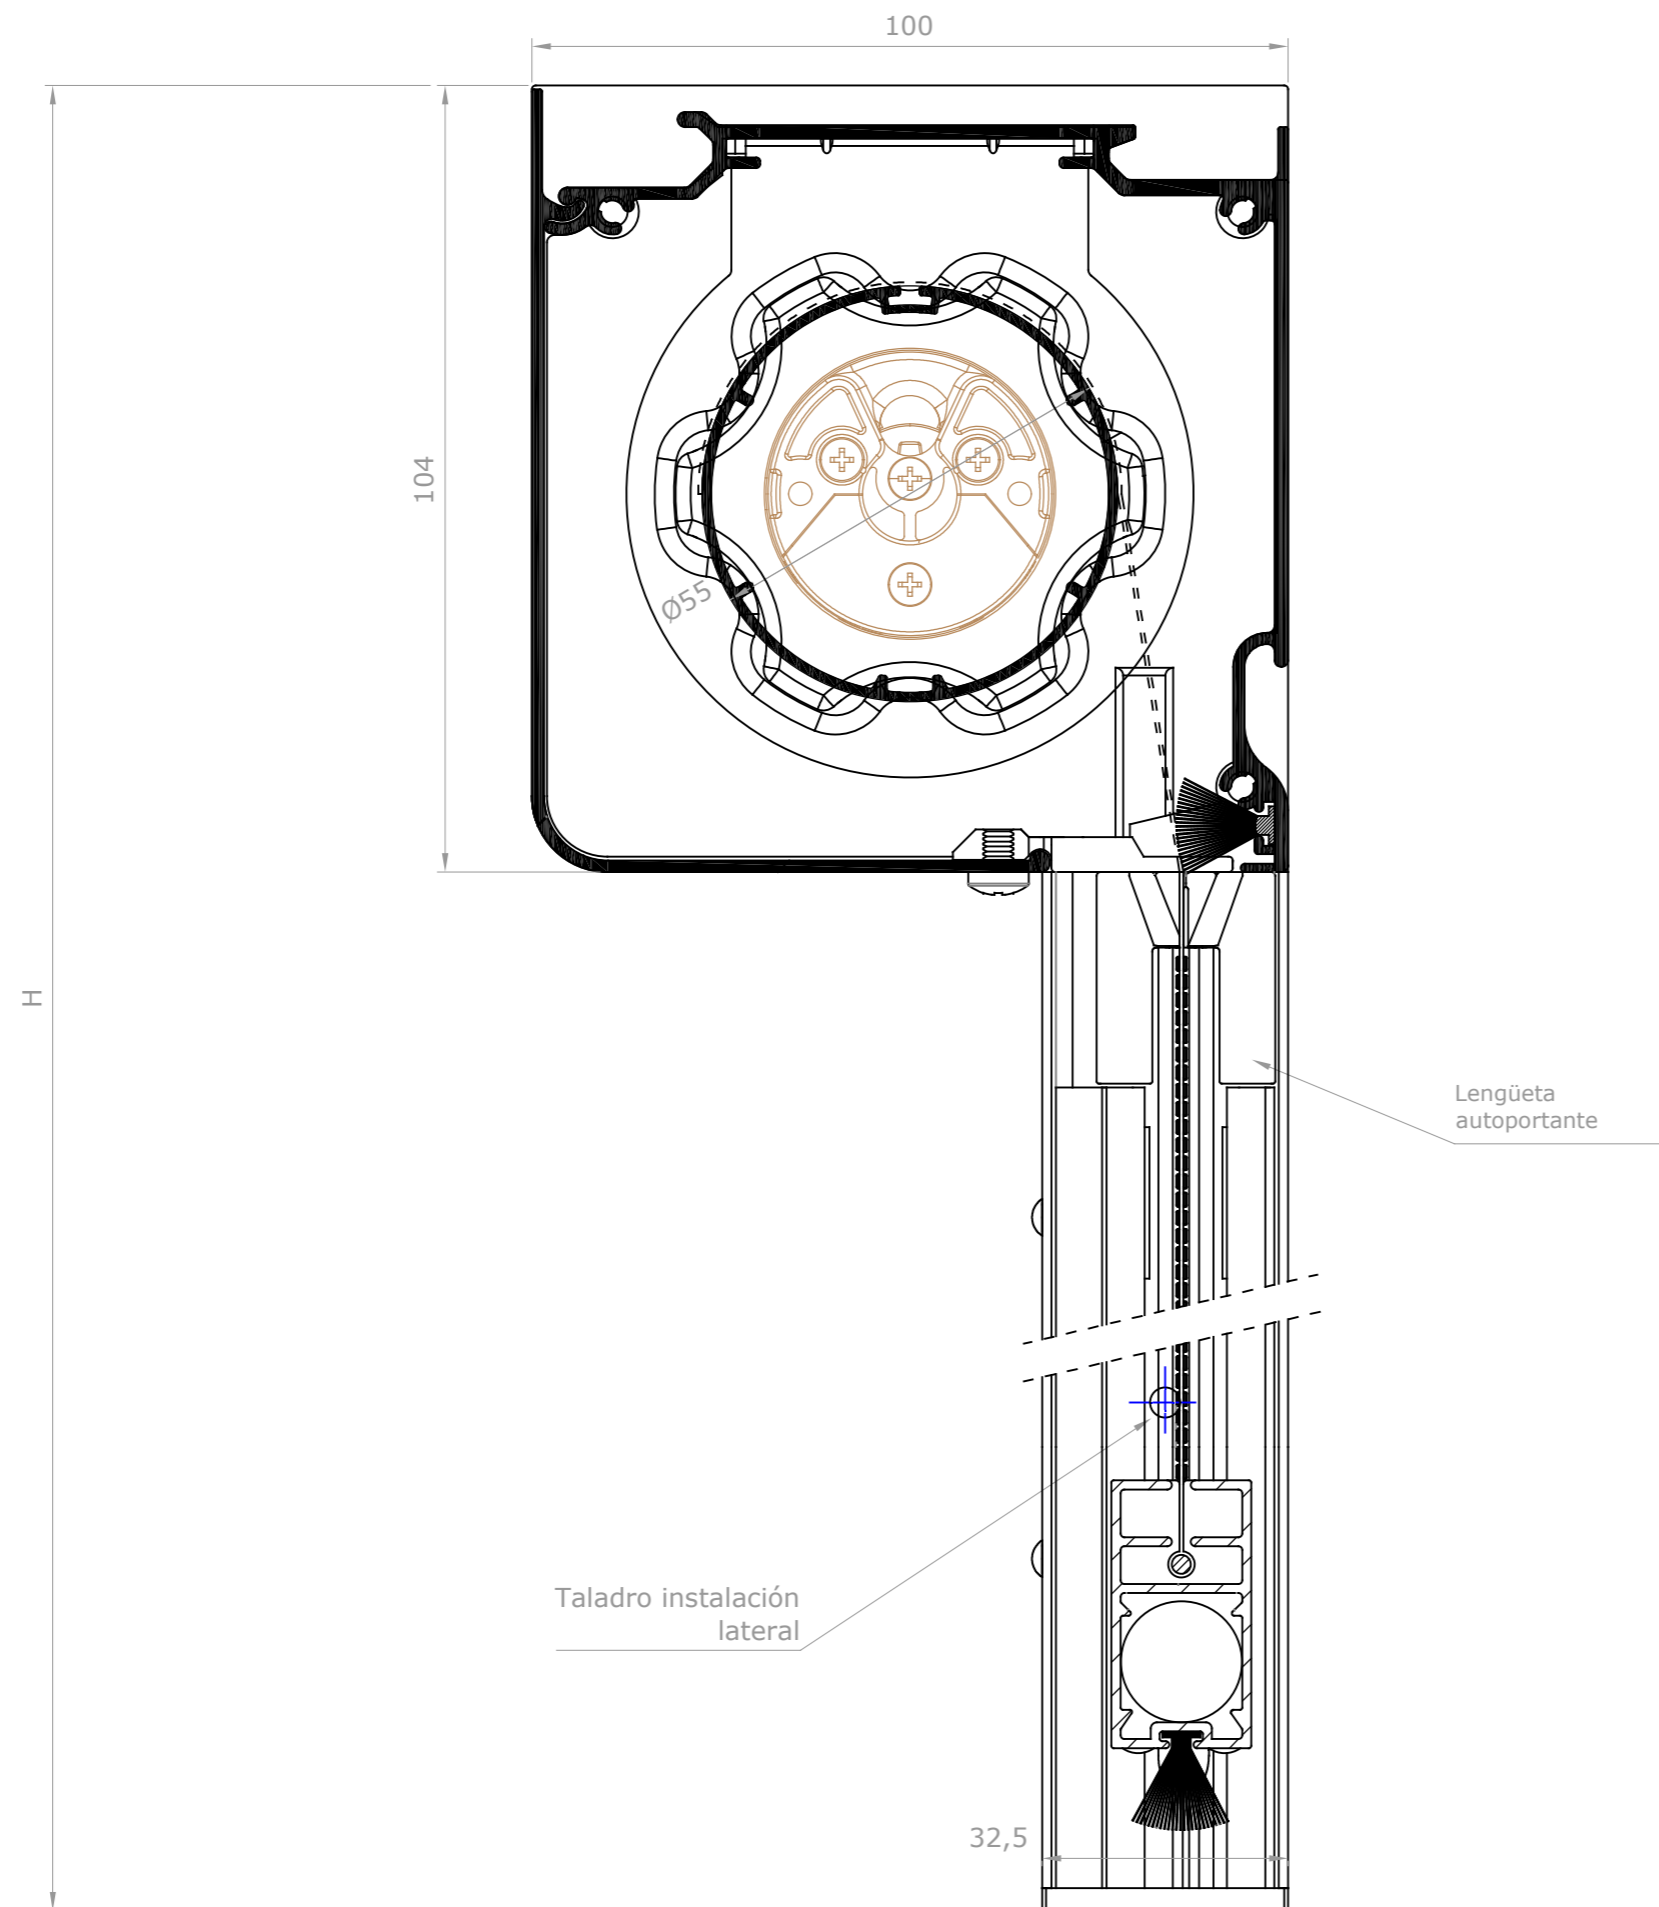 100
104
Ø55
H
Lengüeta
autoportante
Taladro instalación
lateral
32,5